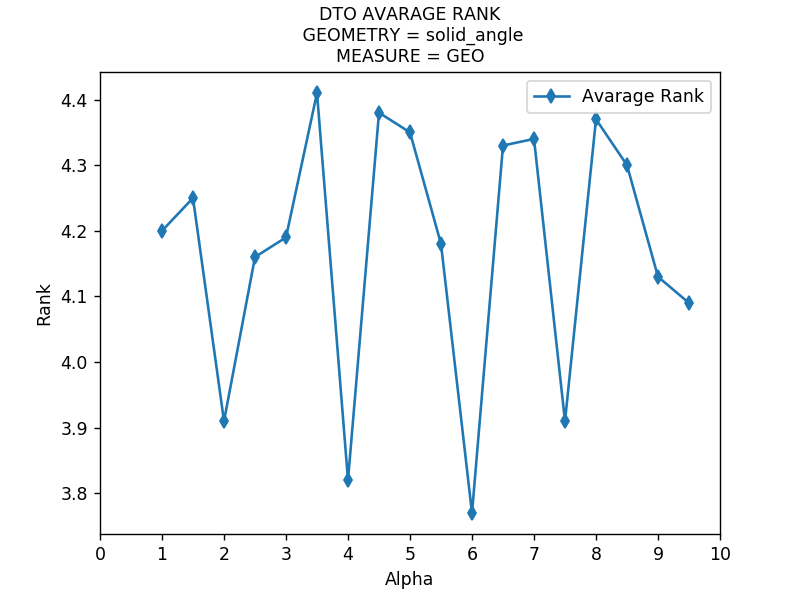 DTO AVARAGE RANK
GEOMETRY = solid_angle
MEASURE = GEO
Avarage Rank
4.4
4.3
4.2
4.1
4.0
3.9
3.8
Rank
0 1 2 3 4 5 6 7 8 9 10
Alpha